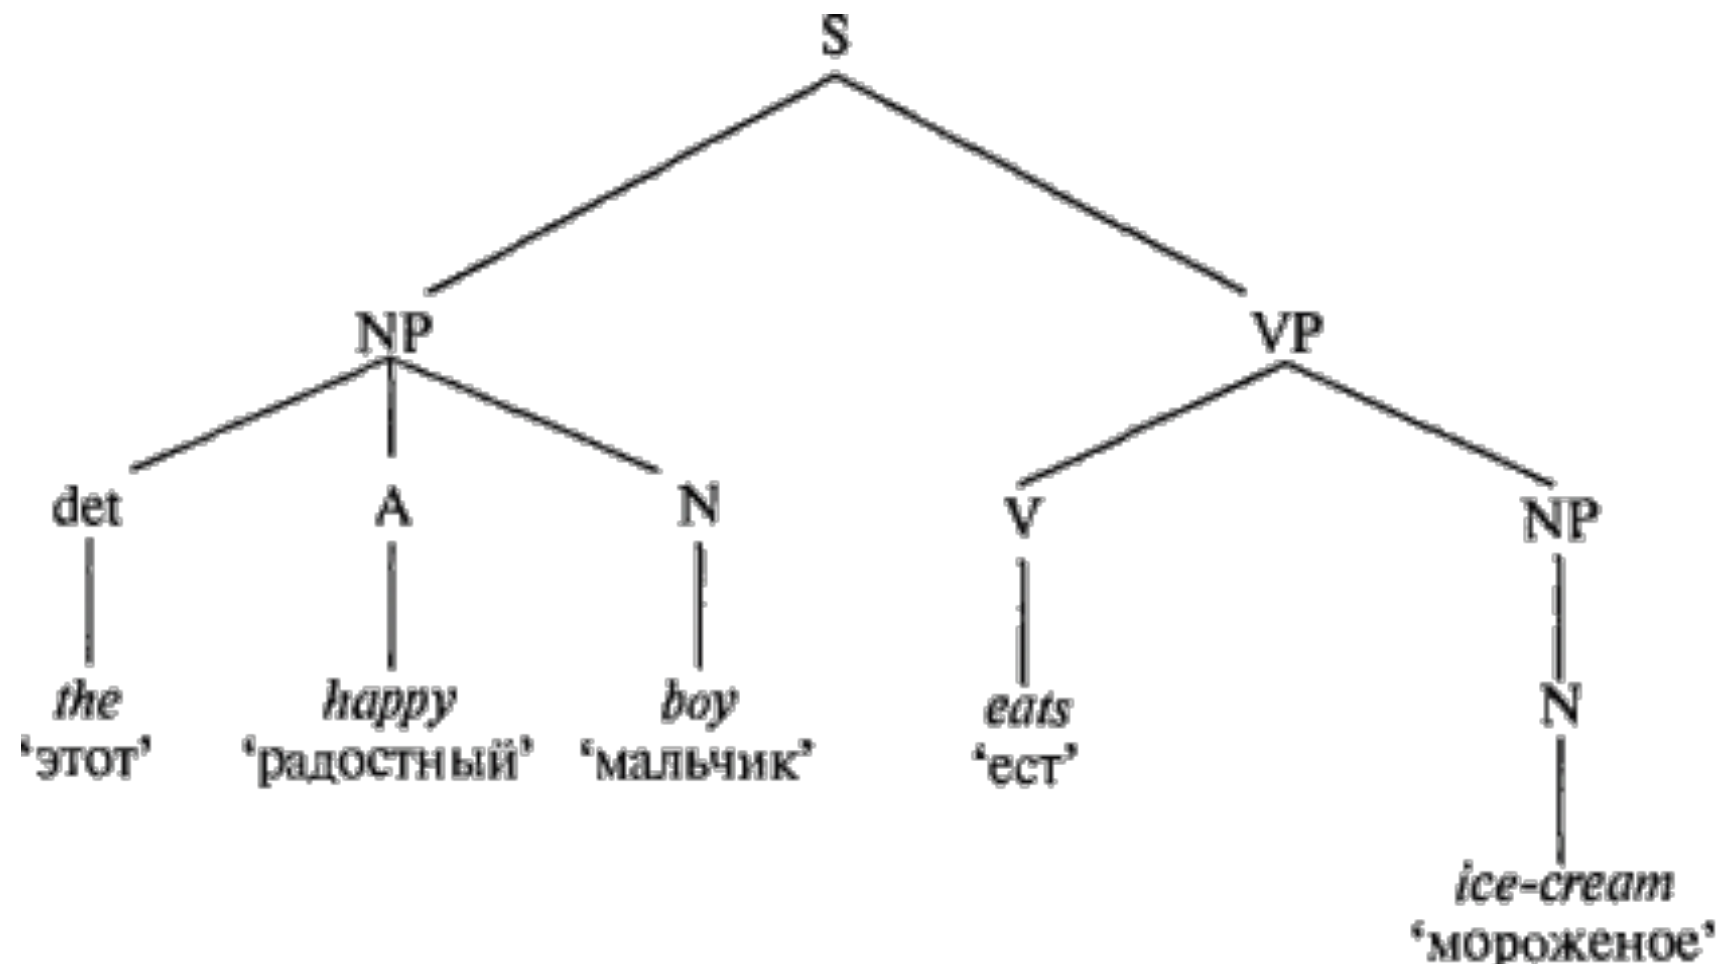 S
NP VP
det A N V NP
the happy boy eats N
‘этот’ ‘радостный’ ‘мальчик’ ‘ест’
ice-cream
‘мороженое’